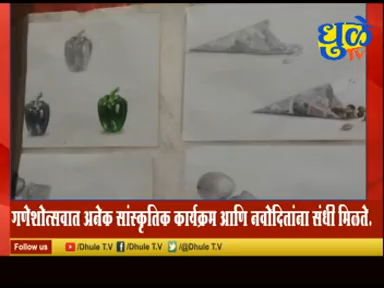 धुळे
TV
गणेशोत्सवात अनेक सांस्कृतिक कार्यक्रम आणि नवोदितांना संधी मिळते.
Follow us /Dhule T.V /Dhule T.V /@Dhule T.V